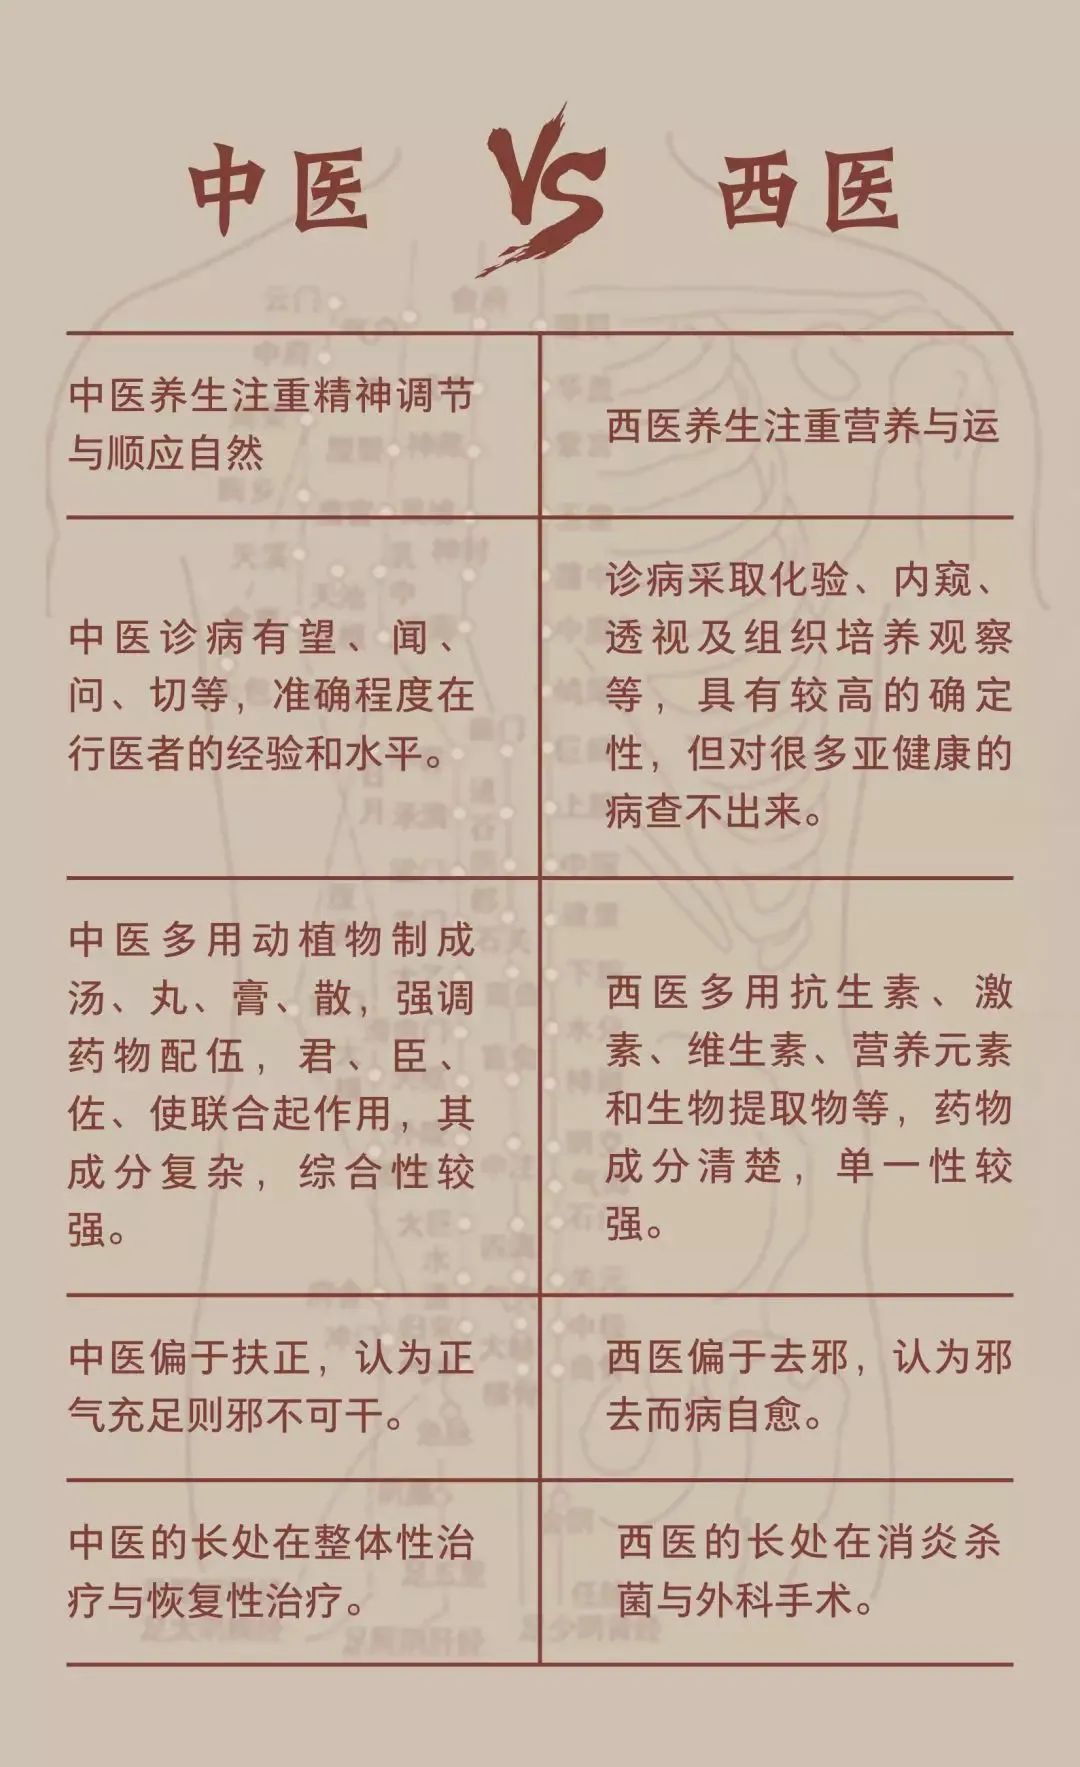 中医 VS 西医
中医养生注重精神调节
与顺应自然
西医养生注重营养与运
中医诊病有望、闻、
问、切等，准确程度在
行医者的经验和水平。
诊病采取化验、内窥、
透视及组织培养观察
等，具有较高的确定
性，但对很多亚健康的
病查不出来。
中医多用动植物制成
汤、丸、膏、散，强调
药物配伍，君、臣、
佐、使联合起作用，其
成分复杂，综合性较
强。
西医多用抗生素、激
素、维生素、营养元素
和生物提取物等，药物
成分清楚，单一性较
强。
中医偏于扶正，认为正
气充足则邪不可干。
西医偏于去邪，认为邪
去而病自愈。
中医的长处在整体性治
疗与恢复性治疗。
西医的长处在消炎杀
菌与外科手术。